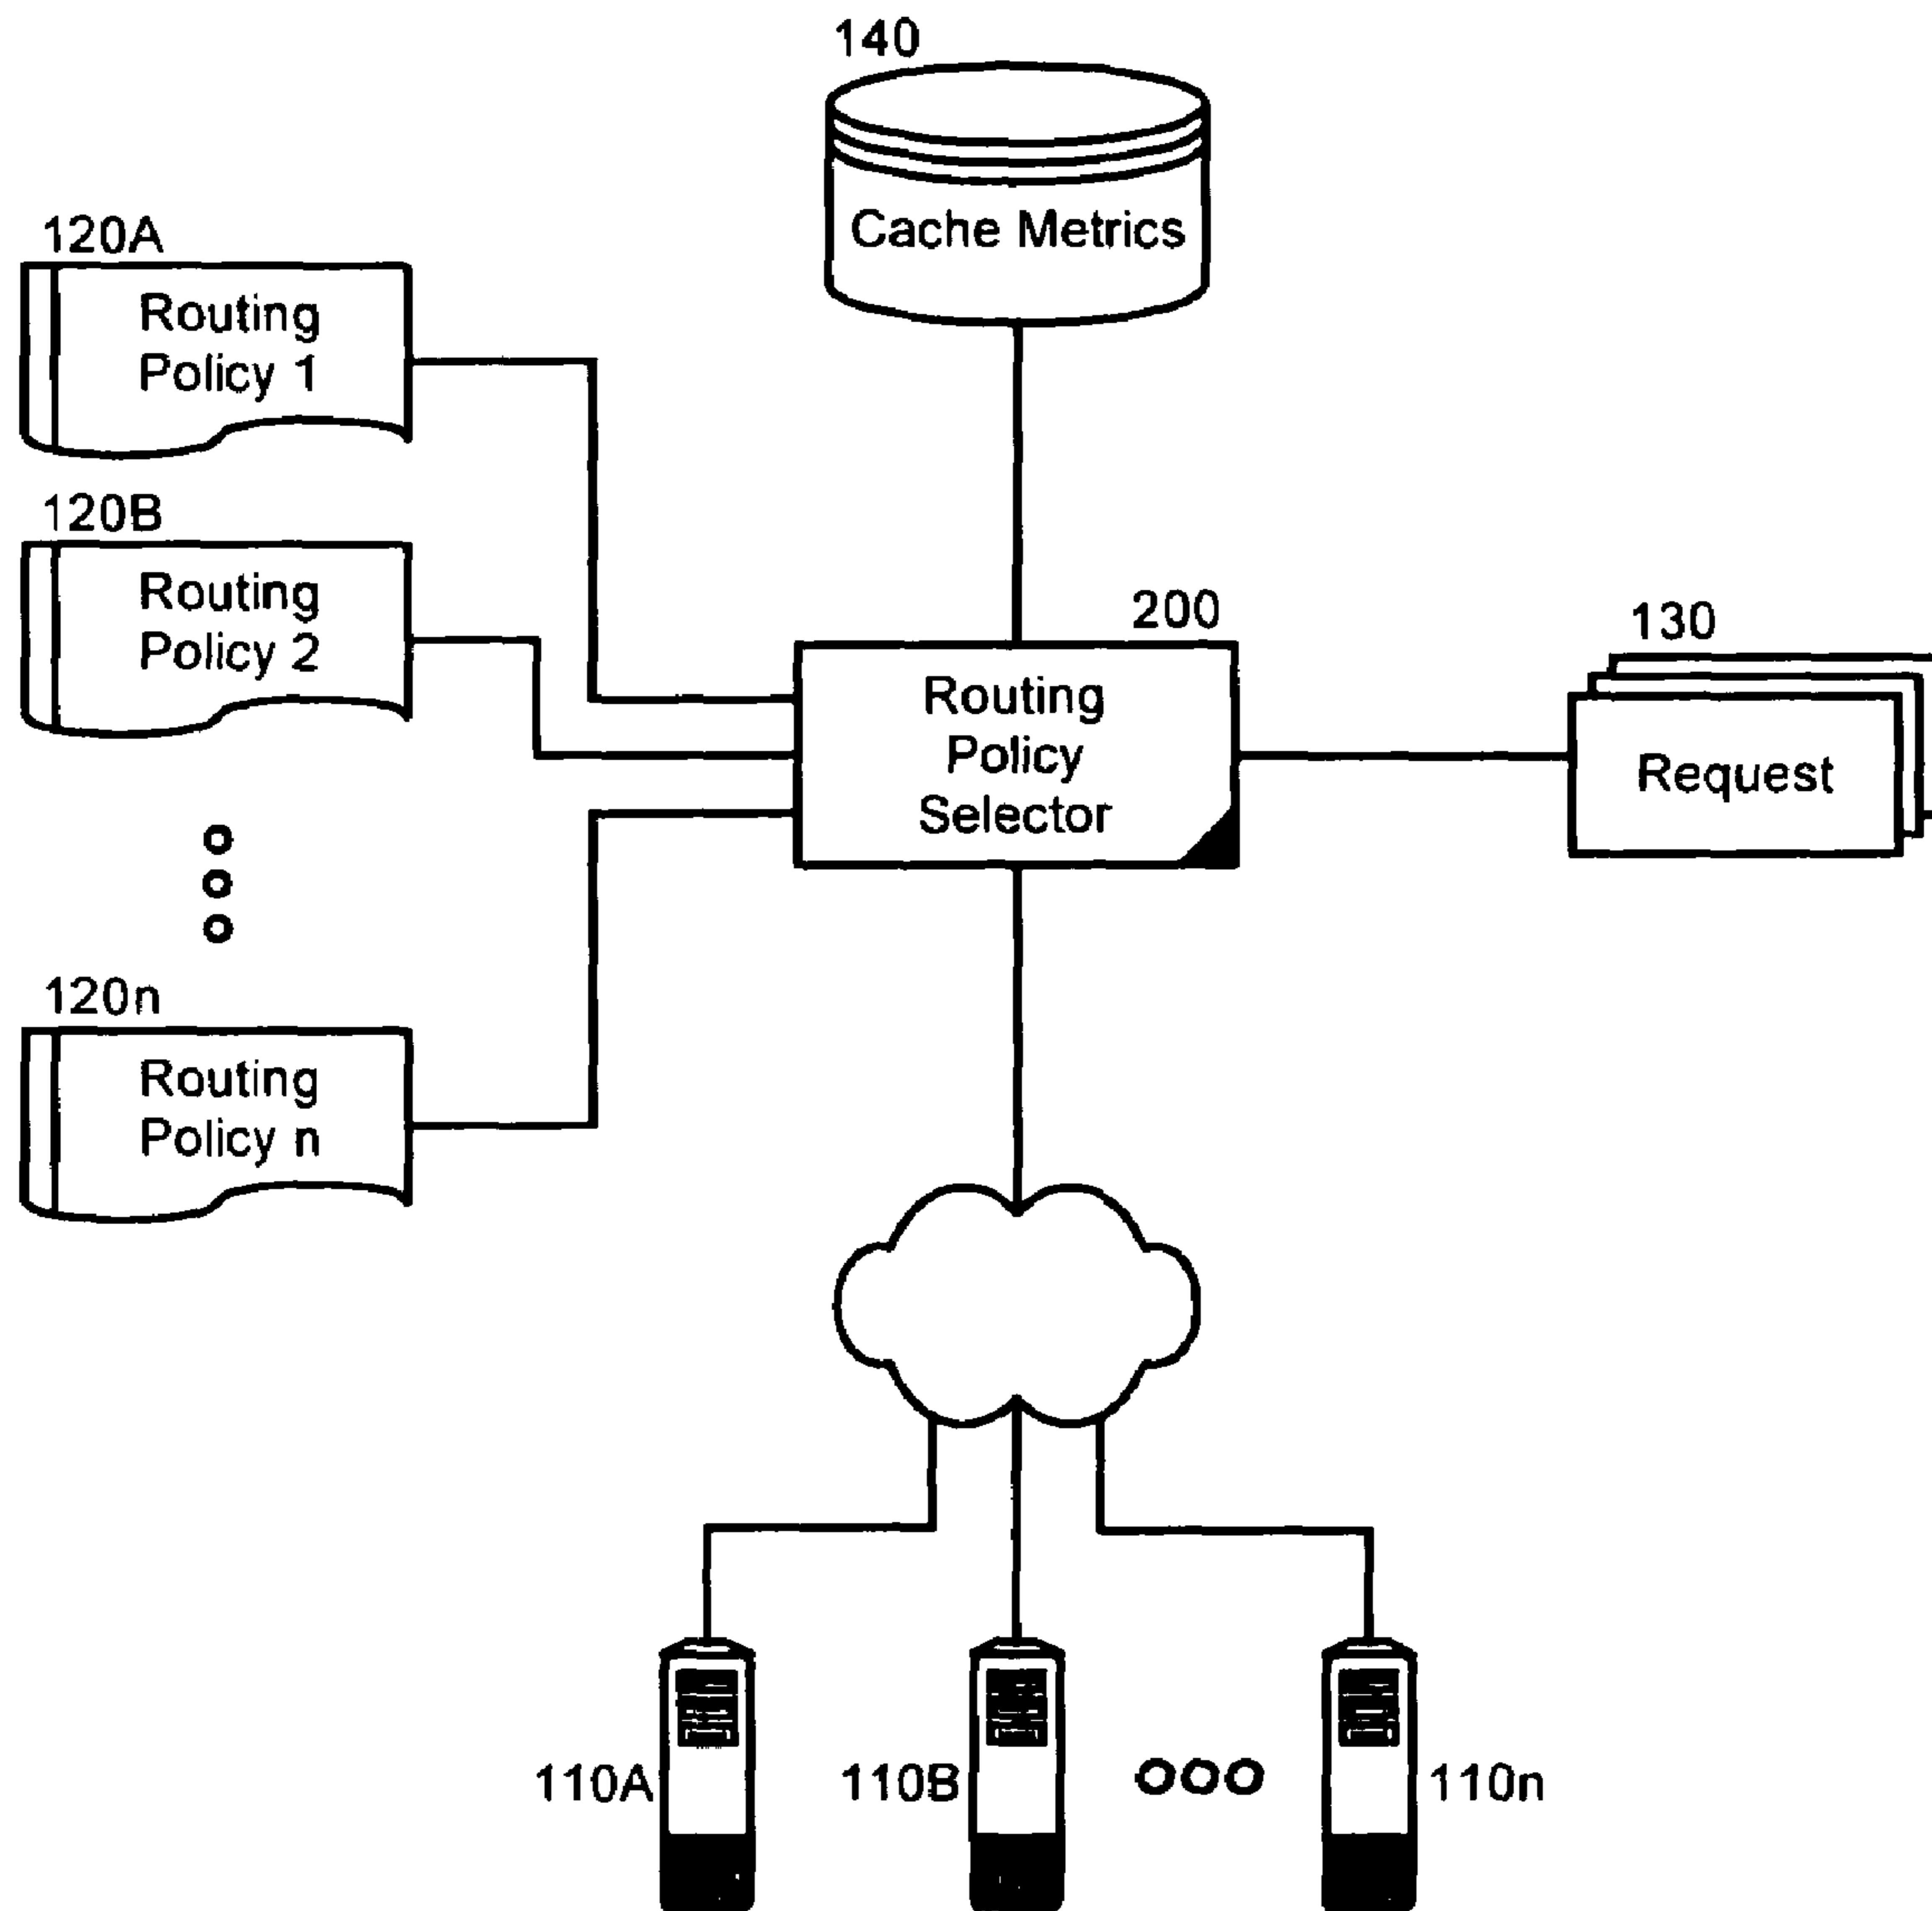 140
Cache Metrics
120A
Routing
Policy 1
120B
Routing
Policy 2
200
Routing
Policy
Selector
130
Request
120n
Routing
Policy n
110A
110B
110n